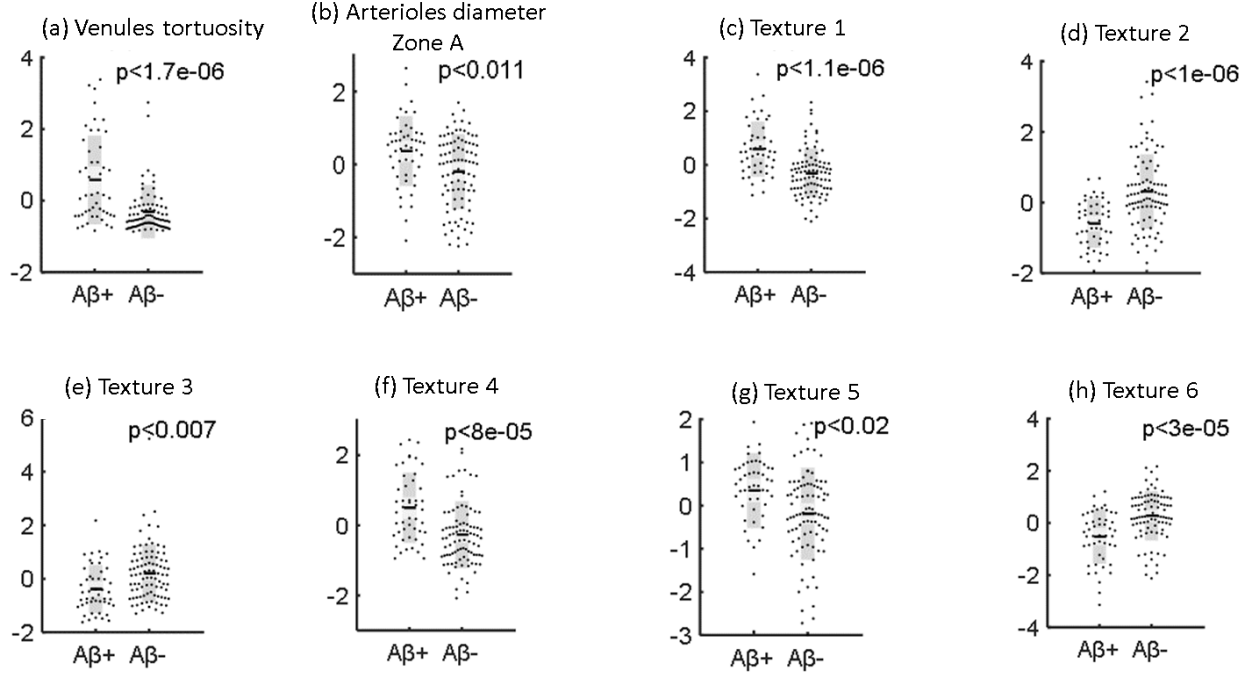 (a) Venules tortuosity
p<1.7e-06
4
2
0
-2
Aβ+ Aβ-
(b) Arterioles diameter
Zone A
p<0.011
2
0
-2
Aβ+ Aβ-
(c) Texture 1
p<1.1e-06
4
2
0
-2
-4
Aβ+ Aβ-
(d) Texture 2
p<1e-06
4
2
0
-2
Aβ+ Aβ-
(e) Texture 3
p<0.007
6
4
2
0
-2
Aβ+ Aβ-
(f) Texture 4
p<8e-05
2
0
-2
Aβ+ Aβ-
(g) Texture 5
p<0.02
2
1
0
-1
-2
-3
Aβ+ Aβ-
(h) Texture 6
p<3e-05
4
2
0
-2
-4
Aβ+ Aβ-